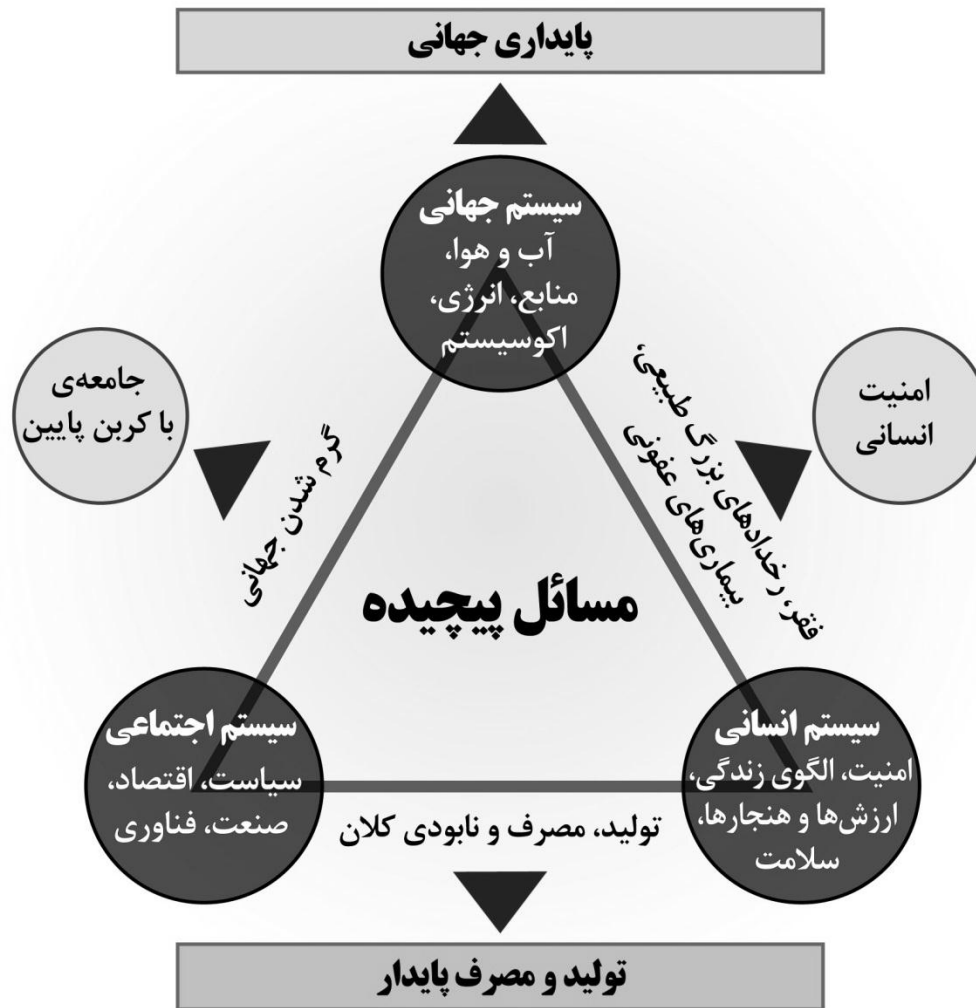 پایداری جهانی
سیستم جهانی
آب و هوا،
منابع، انرژی،
اکوسیستم
امنیت
انسانی
جامعه‌ی
با کربن پایین
فقر، رخدادهای بزرگ طبیعی،
بیماری‌های عفونی
گرم شدن جهانی
مسائل پیچیده
سیستم انسانی
امنیت، الگوی زندگی،
ارزش‌ها و هنجارها،
سلامت
سیستم اجتماعی
سیاست، اقتصاد،
صنعت، فناوری
تولید، مصرف و نابودی کلان
تولید و مصرف پایدار